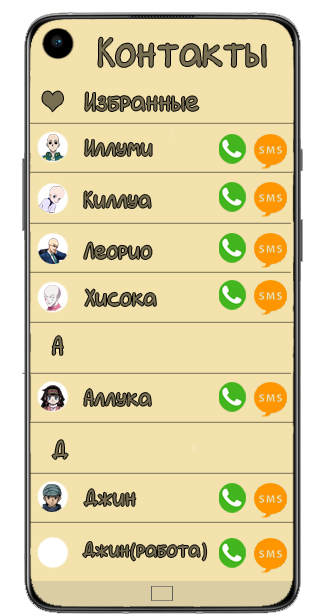 Контакты
Избранные
Иллуми SMS
Киллуа SMS
Леорио SMS
Хисока SMS
А
Аллука SMS
Д
Джин SMS
Джин(работа) SMS